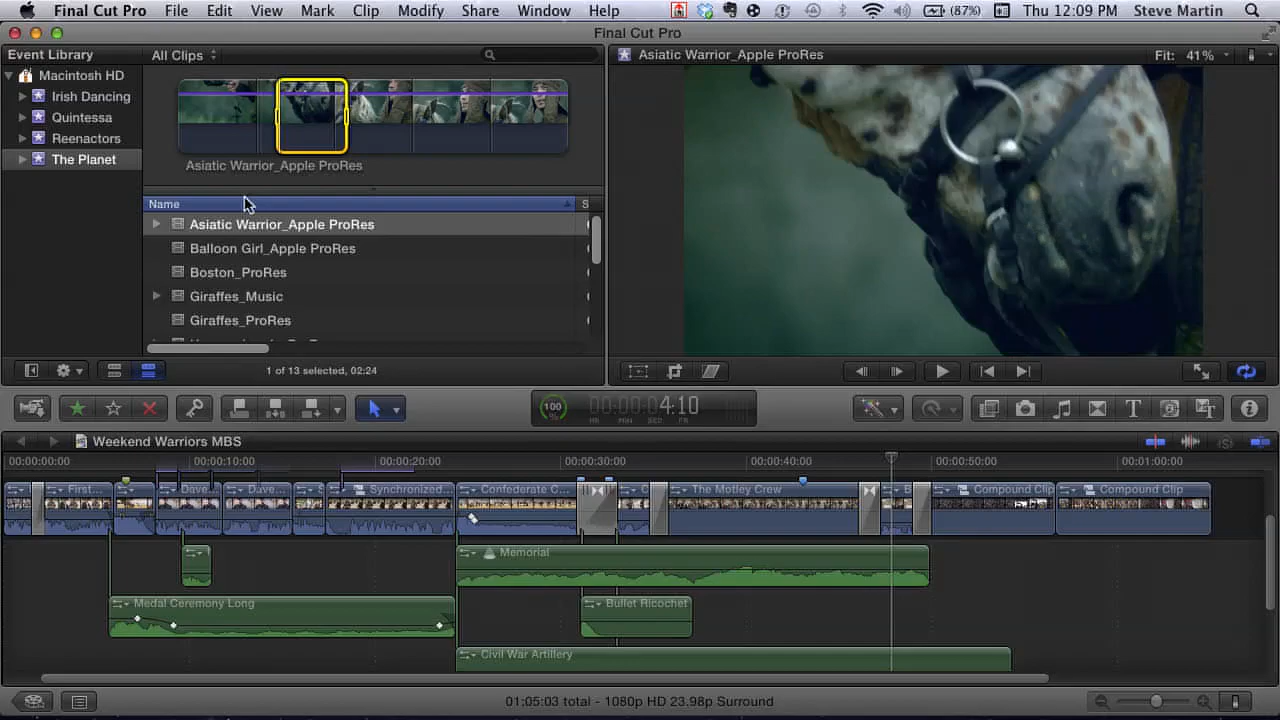 Final Cut Pro File Edit View Mark Clip Modify Share Window Help (87%) Thu 12:09 PM Steve Martin
Final Cut Pro
Event Library
All Clips
Asiatic Warrior_Apple ProRes
Fit: 41%
Macintosh HD
Irish Dancing
Quintessa
Reenactors
The Planet
Asiatic Warrior_Apple ProRes
Name S
Asiatic Warrior_Apple ProRes
Balloon Girl_Apple ProRes
Boston_ProRes
Giraffes_Music
Giraffes_ProRes
1 of 13 selected, 02:24
100
%
00:00:04:10
HR MIN SEC FR
Weekend Warriors MBS
00:00:00:00 00:00:10:00 00:00:20:00 00:00:30:00 00:00:40:00 00:00:50:00 00:01:00:00
First... Dave... Dave... S Synchronized... Confederate C... C The Motley Crew B Compound Clip Compound Clip
Memorial
Medal Ceremony Long
Bullet Ricochet
Civil War Artillery
01:05:03 total - 1080p HD 23.98p Surround